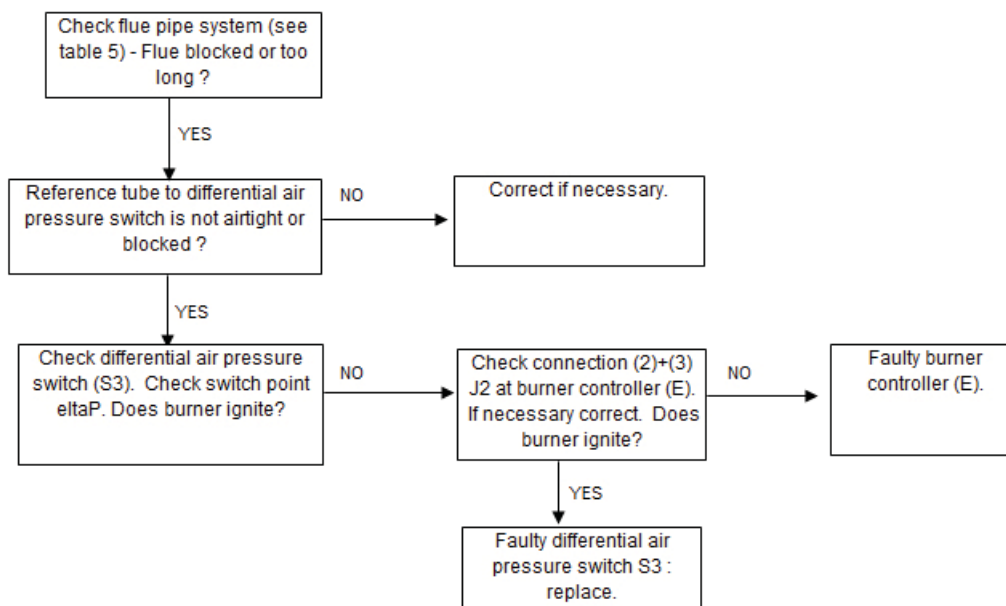 Check flue pipe system (see
table 5) - Flue blocked or too
long ?
YES
Reference tube to differential air
pressure switch is not airtight or
blocked ?
NO
Correct if necessary.
YES
Check differential air pressure
switch (S3).  Check switch point
eltaP. Does burner ignite?
NO
Check connection (2)+(3)
J2 at burner controller (E).
If necessary correct.  Does
burner ignite?
NO
Faulty burner
controller (E).
YES
Faulty differential air
pressure switch S3 :
replace.